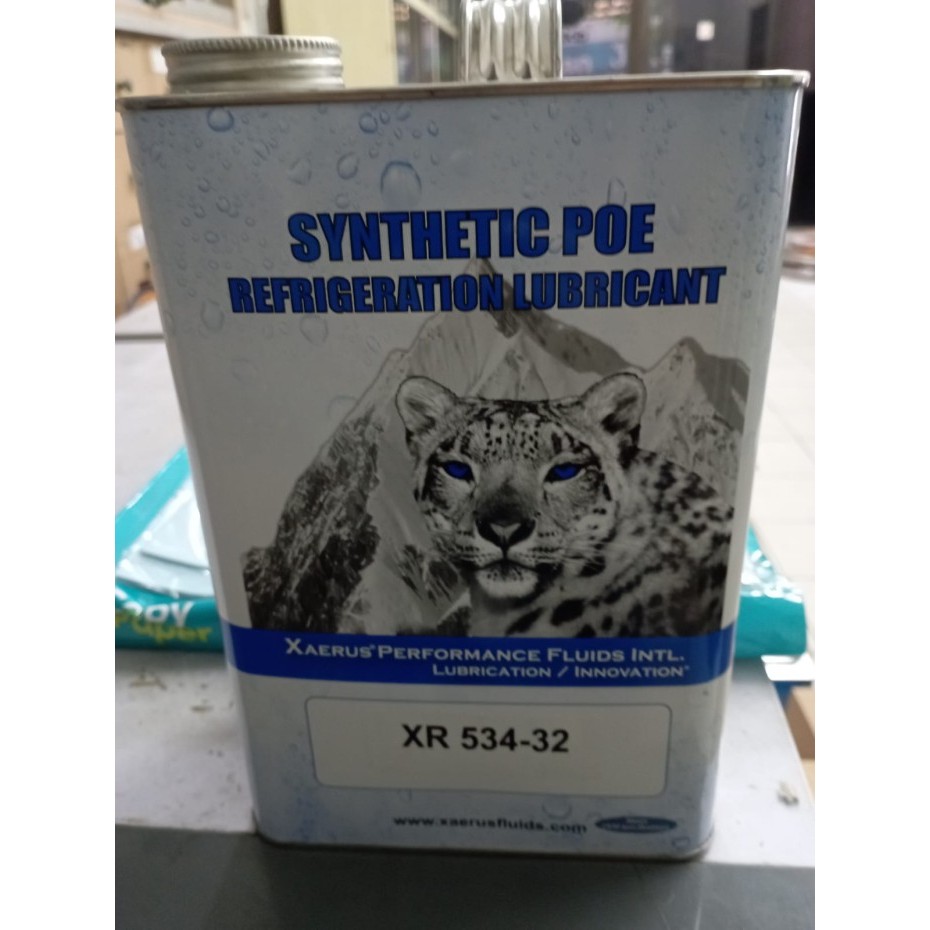 SYNTHETIC POE
REFRIGERATION LUBRICANT
XAERUS® PERFORMANCE FLUIDS INTL.
LUBRICATION / INNOVATION
XR 534-32
www.xaerusfluids.com